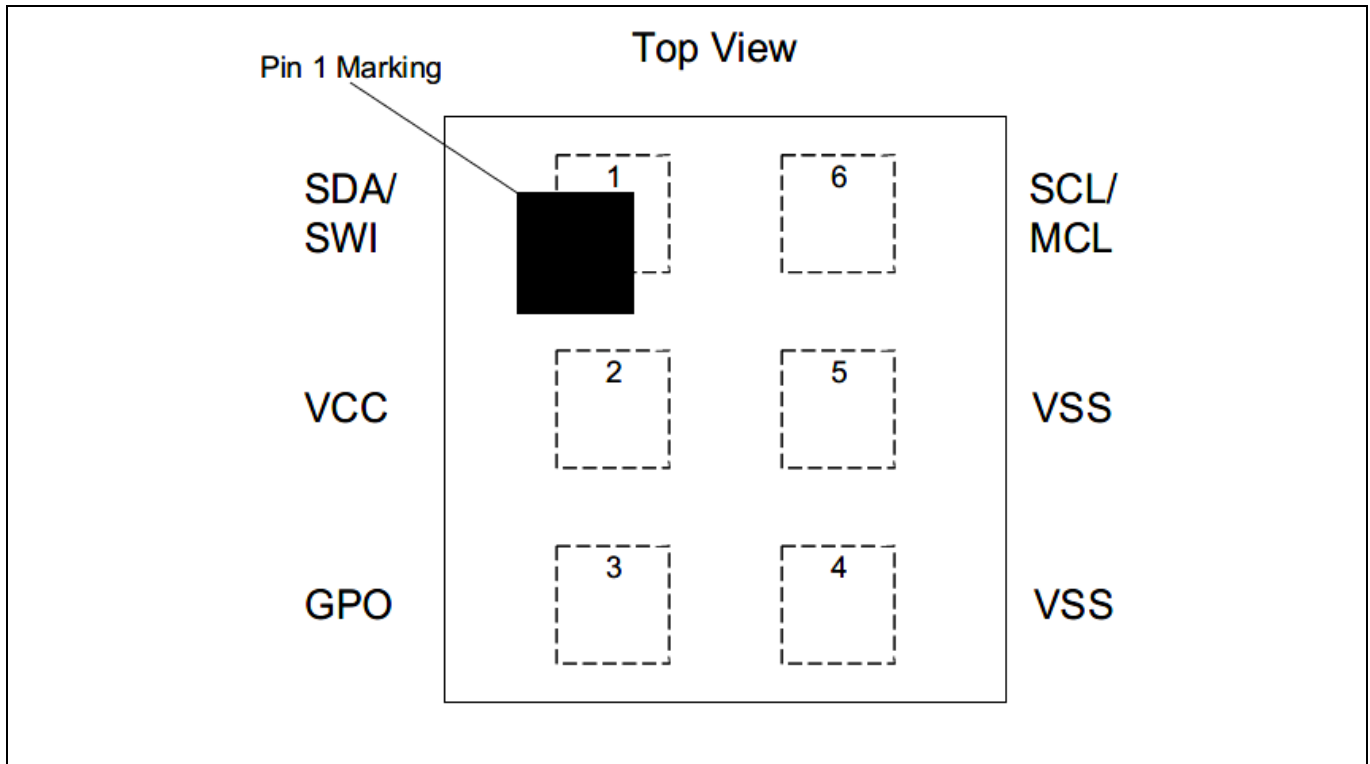 Top View
Pin 1 Marking
SDA/
SWI
1
6
SCL/
MCL
VCC
2
5
VSS
GPO
3
4
VSS